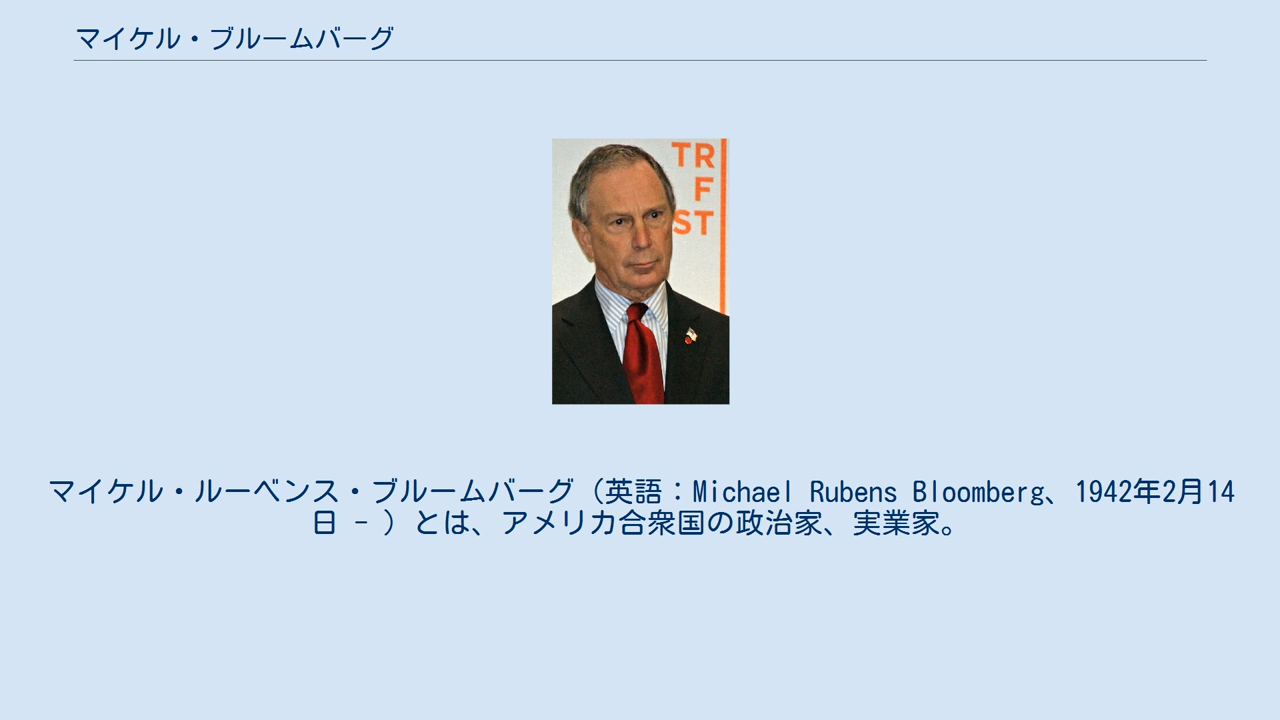 マイケル・ブルームバーグ
TR
F
ST
マイケル・ルーベンス・ブルームバーグ（英語：Michael Rubens Bloomberg、1942年2月14
日 - ）とは、アメリカ合衆国の政治家、実業家。